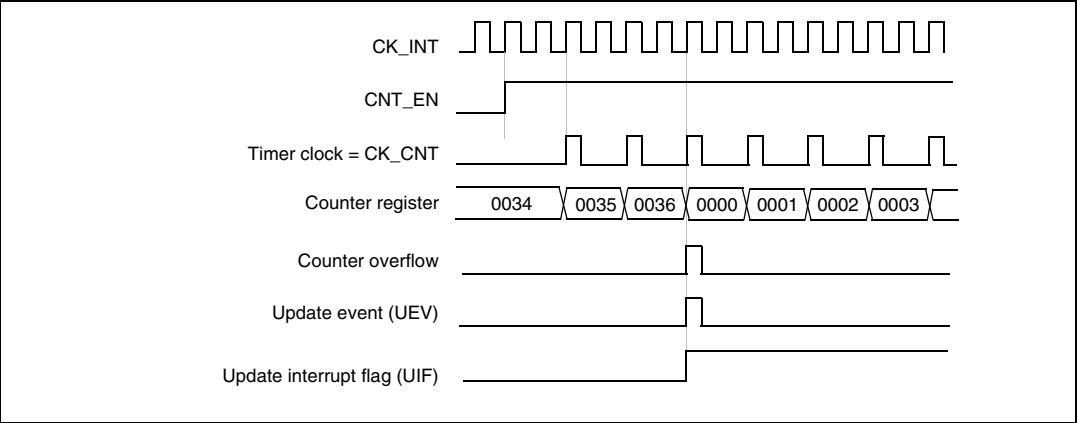 CK_INT
CNT_EN
Timer clock = CK_CNT
Counter register 0034 0035 0036 0000 0001 0002 0003
Counter overflow
Update event (UEV)
Update interrupt flag (UIF)